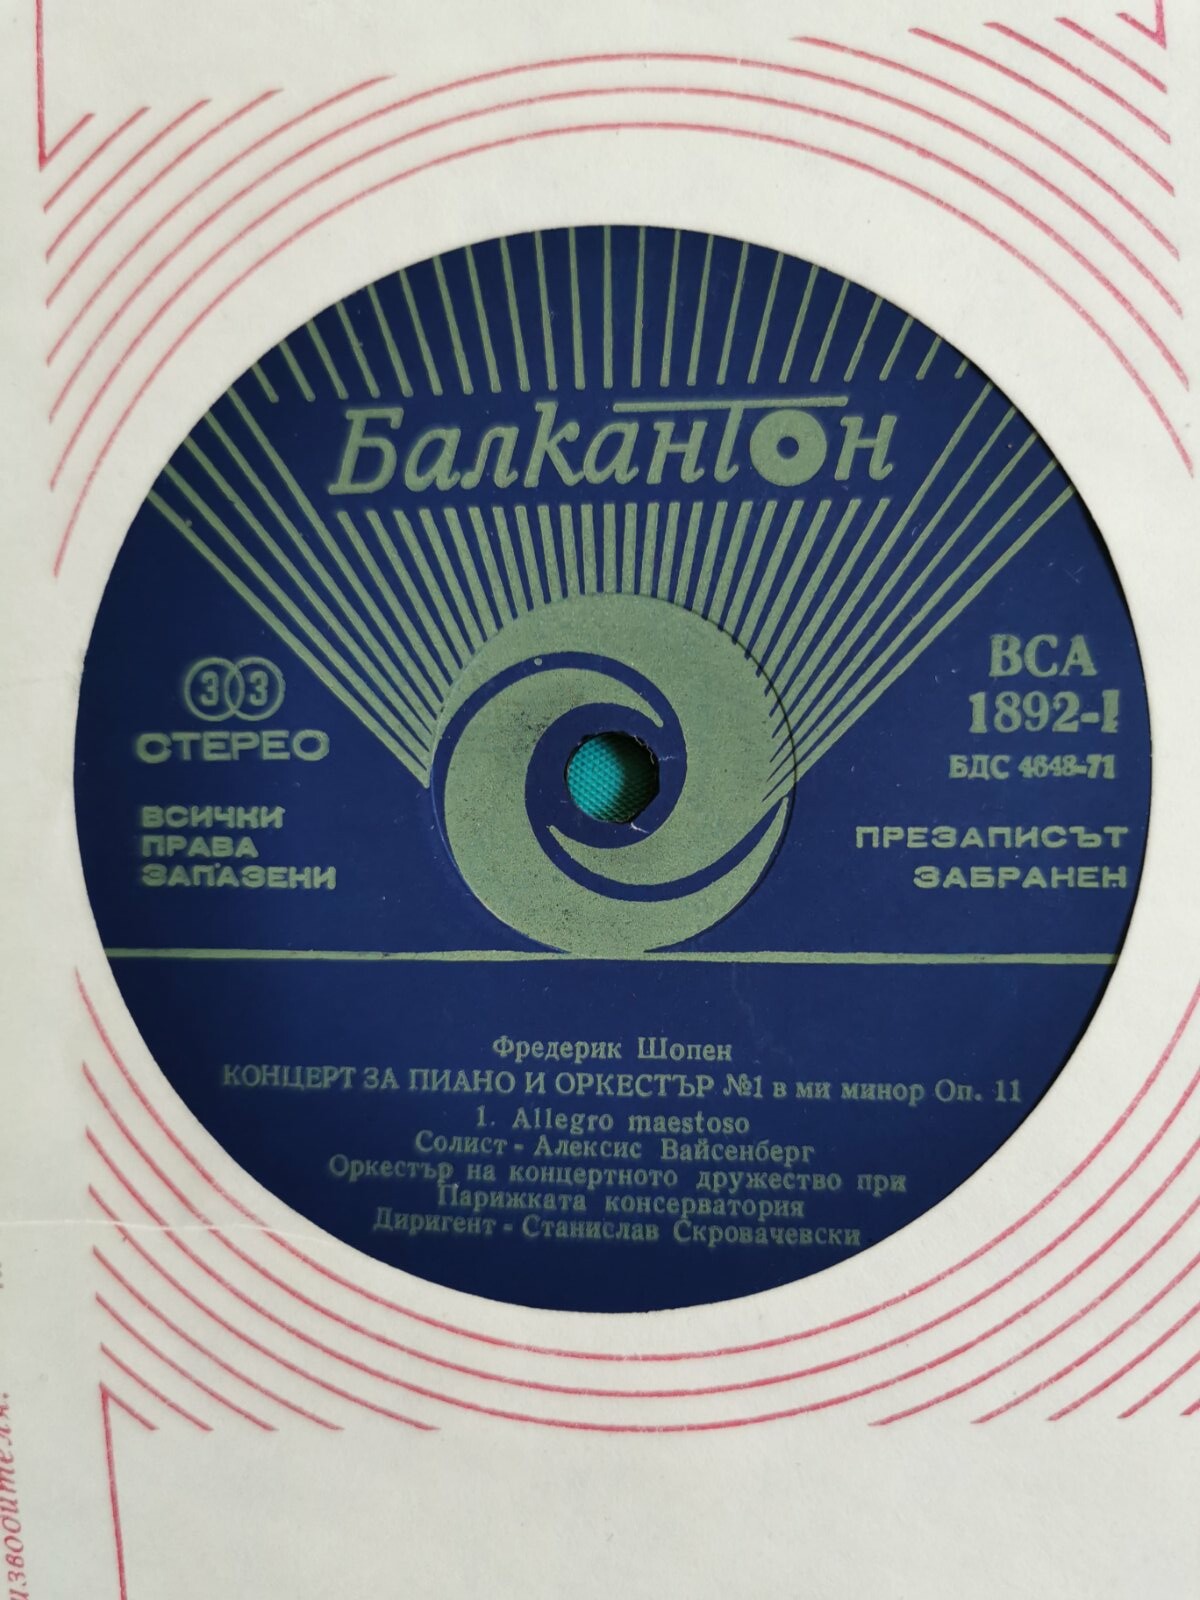 БалканТон
33
СТЕРЕО
ВСИЧКИ
ПРАВА
ЗАПАЗЕНИ
ВСА
1892-I
БДС 4648-71
ПРЕЗАПИСЪТ
ЗАБРАНЕН
Фредерик Шопен
КОНЦЕРТ ЗА ПИАНО И ОРКЕСТЪР №1 в ми минор Оп. 11
1. Allegro maestoso
Солист - Алексис Вайсенберг
Оркестър на концертното дружество при
Парижката консерватория
Диригент - Станислав Скровачевски